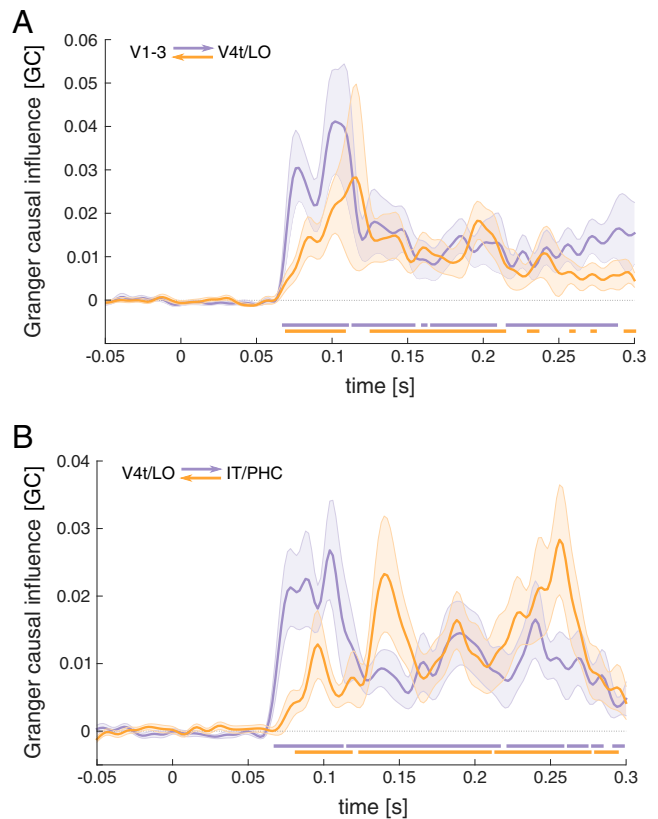 A
V1-3 V4t/LO
Granger causal influence [GC]
0.06
0.05
0.04
0.03
0.02
0.01
0
-0.05 0 0.05 0.1 0.15 0.2 0.25 0.3
time [s]
B
V4t/LO IT/PHC
Granger causal influence [GC]
0.04
0.03
0.02
0.01
0
-0.05 0 0.05 0.1 0.15 0.2 0.25 0.3
time [s]